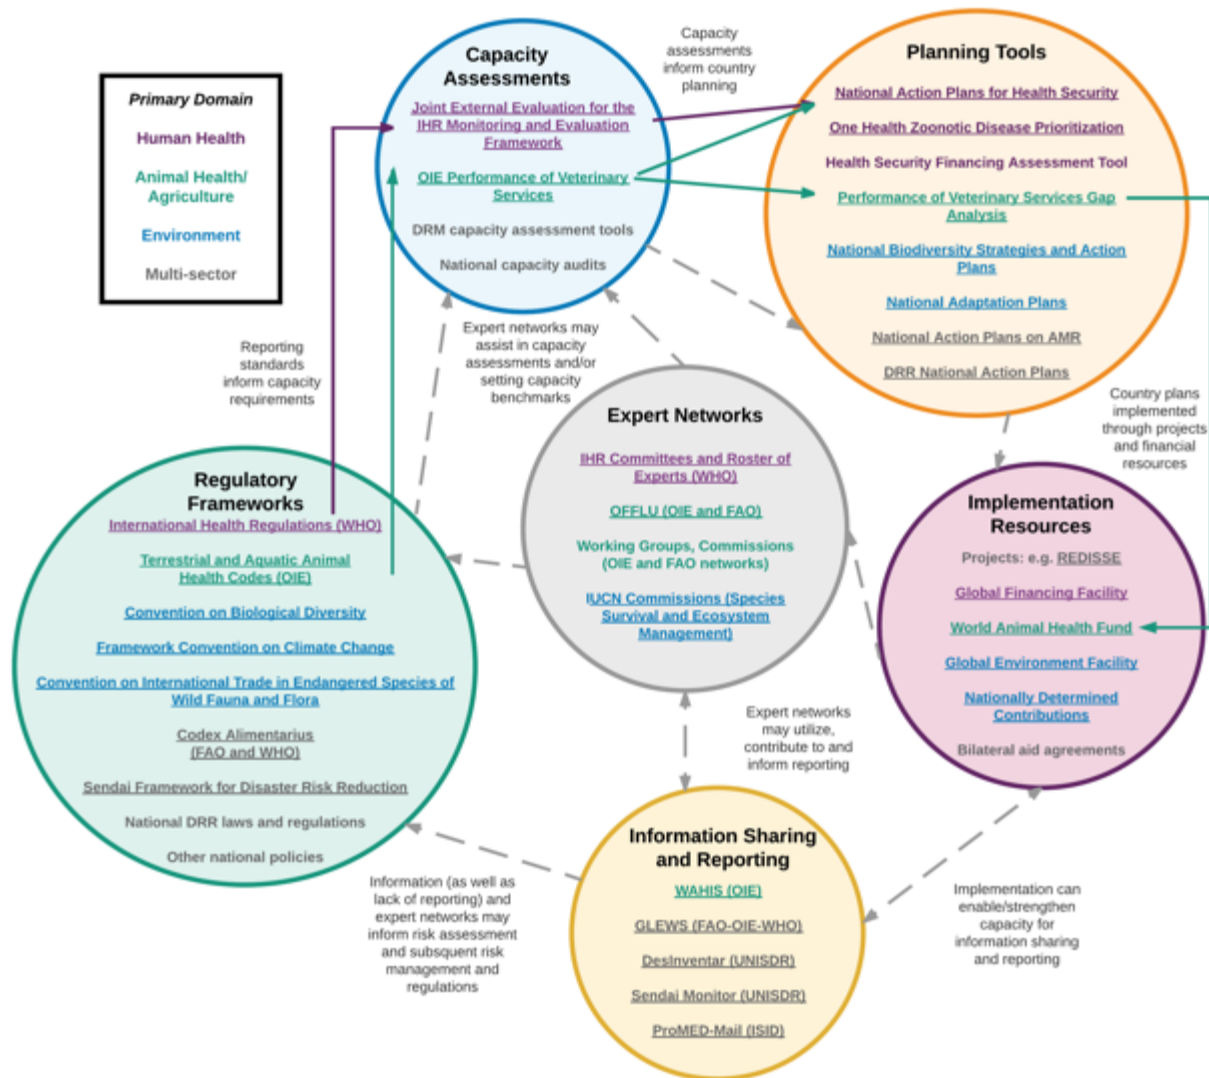 Primary Domain
Human Health
Animal Health/
Agriculture
Environment
Multi-sector
Capacity
Assessments
Joint External Evaluation for the
IHR Monitoring and Evaluation
Framework
OIE Performance of Veterinary
Services
DRM capacity assessment tools
National capacity audits
Capacity
assessments
inform country
planning
Planning Tools
National Action Plans for Health Security
One Health Zoonotic Disease Prioritization
Health Security Financing Assessment Tool
Performance of Veterinary Services Gap
Analysis
National Biodiversity Strategies and Action
Plans
National Adaptation Plans
National Action Plans on AMR
DRR National Action Plans
Reporting
standards
inform capacity
requirements
Expert networks may
assist in capacity
assessments and/or
setting capacity
benchmarks
Country plans
implemented
through projects
and financial
resources
Expert Networks
IHR Committees and Roster of
Experts (WHO)
OFFLU (OIE and FAO)
Working Groups, Commissions
(OIE and FAO networks)
IUCN Commissions (Species
Survival and Ecosystem
Management)
Regulatory
Frameworks
International Health Regulations (WHO)
Terrestrial and Aquatic Animal
Health Codes (OIE)
Convention on Biological Diversity
Framework Convention on Climate Change
Convention on International Trade in Endangered Species of
Wild Fauna and Flora
Codex Alimentarius
(FAO and WHO)
Sendai Framework for Disaster Risk Reduction
National DRR laws and regulations
Other national policies
Implementation
Resources
Projects: e.g. REDISSE
Global Financing Facility
World Animal Health Fund
Global Environment Facility
Nationally Determined
Contributions
Bilateral aid agreements
Expert networks
may utilize,
contribute to and
inform reporting
Information Sharing
and Reporting
WAHIS (OIE)
GLEWS (FAO-OIE-WHO)
DesInventar (UNISDR)
Sendai Monitor (UNISDR)
ProMED-Mail (ISID)
Information (as well as
lack of reporting) and
expert networks may
inform risk assessment
and subsquent risk
management and
regulations
Implementation can
enable/strengthen
capacity for
information sharing
and reporting